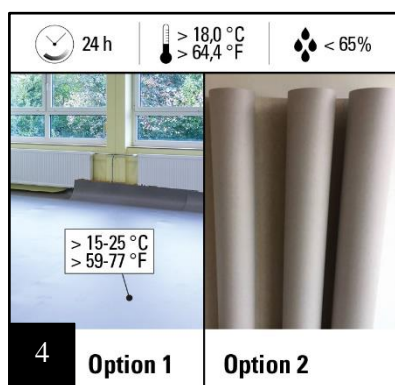 24 h
> 18,0 °C
> 64,4 °F
< 65%
> 15-25 °C
> 59-77 °F
4
Option 1
Option 2